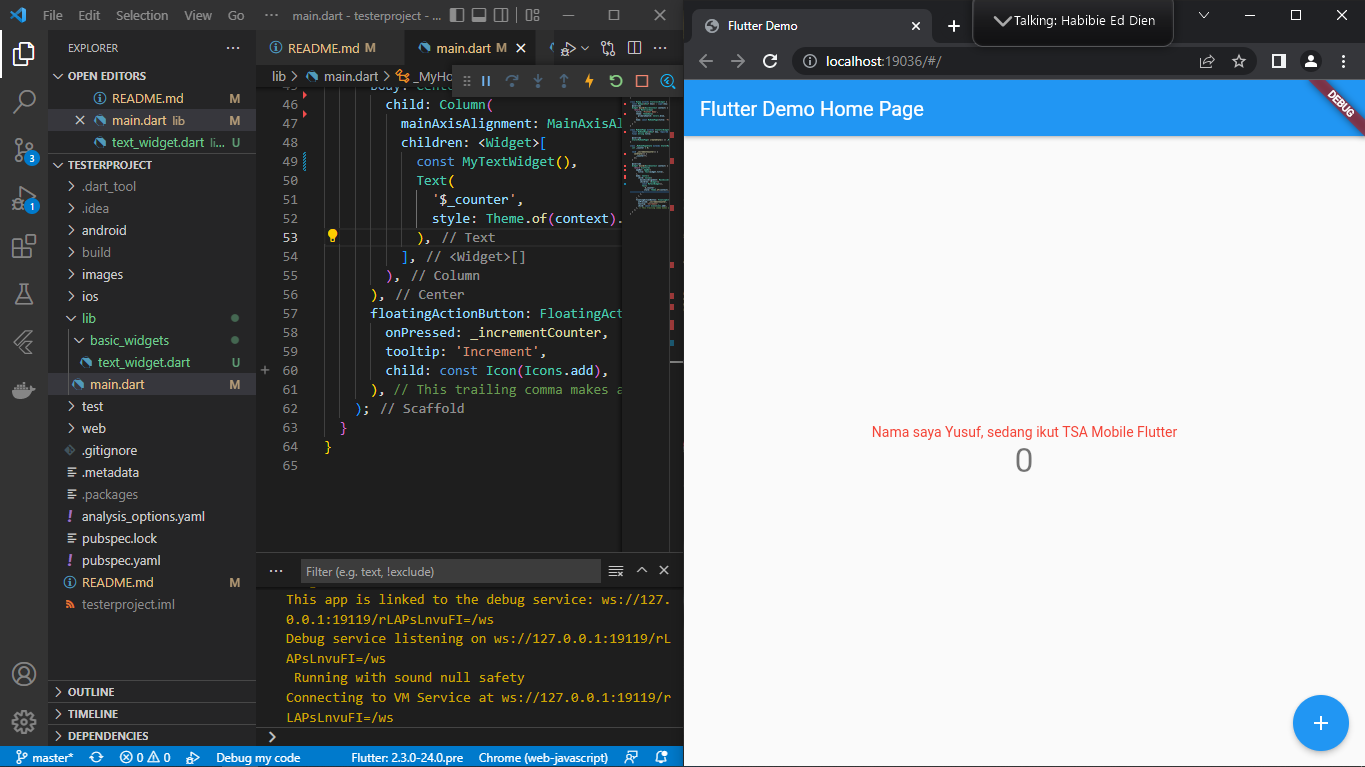 File Edit Selection View Go ··· main.dart - testerproject - ...
EXPLORER
OPEN EDITORS
README.md M
main.dart lib M
text_widget.dart li... U
TESTERPROJECT
.dart_tool
.idea
android
build
images
ios
lib
basic_widgets
text_widget.dart U
main.dart M
test
web
.gitignore
.metadata
.packages
analysis_options.yaml
pubspec.lock
pubspec.yaml
README.md M
testerproject.iml
OUTLINE
TIMELINE
DEPENDENCIES
3
1
README.md M
main.dart M
lib > main.dart > _MyHo
46 child: Column(
47 mainAxisAlignment: MainAxisAl
48 children: <Widget>[
49 const MyTextWidget(),
50 Text(
51 '$_counter',
52 style: Theme.of(context).
53 ), // Text
54 ], // <Widget>[]
55 ), // Column
56 ), // Center
57 floatingActionButton: FloatingAct
58 onPressed: _incrementCounter,
59 tooltip: 'Increment',
60 child: const Icon(Icons.add),
61 ), // This trailing comma makes a
62 ); // Scaffold
63 }
64 }
65
Filter (e.g. text, !exclude)
This app is linked to the debug service: ws://127.
0.0.1:19119/rLAPsLnvuFI=/ws
Debug service listening on ws://127.0.0.1:19119/rL
APsLnvuFI=/ws
Running with sound null safety
Connecting to VM Service at ws://127.0.0.1:19119/r
LAPsLnvuFI=/ws
master* 0 0 Debug my code Flutter: 2.3.0-24.0.pre Chrome (web-javascript)
Flutter Demo
Talking: Habibie Ed Dien
localhost:19036/#/
Flutter Demo Home Page
DEBUG
Nama saya Yusuf, sedang ikut TSA Mobile Flutter
0